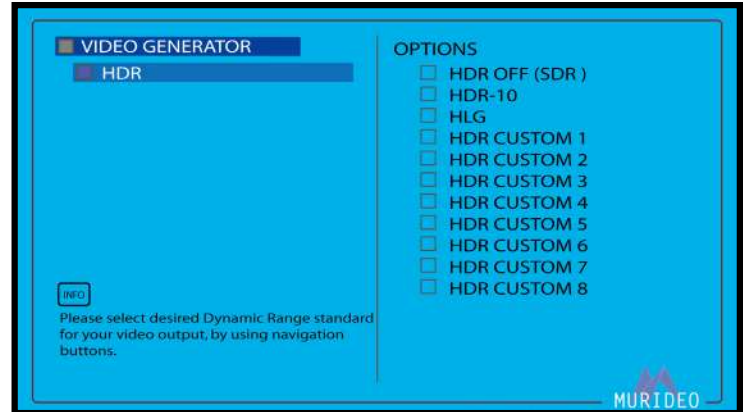 VIDEO GENERATOR
HDR
INFO
Please select desired Dynamic Range standard
for your video output, by using navigation
buttons.
OPTIONS
HDR OFF (SDR )
HDR-10
HLG
HDR CUSTOM 1
HDR CUSTOM 2
HDR CUSTOM 3
HDR CUSTOM 4
HDR CUSTOM 5
HDR CUSTOM 6
HDR CUSTOM 7
HDR CUSTOM 8
MURIDEO